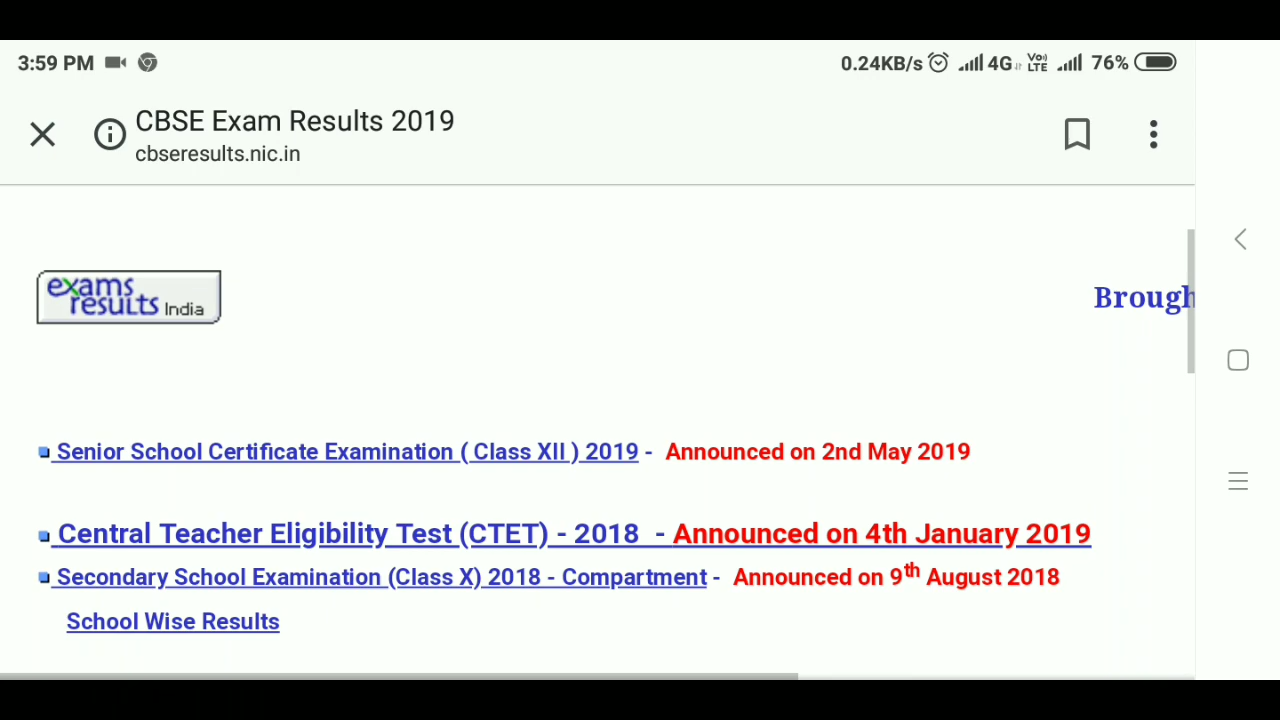 3:59 PM 0.24KB/s 4G Vo)) LTE 76%
CBSE Exam Results 2019
cbseresults.nic.in
exams
results India
Brough
Senior School Certificate Examination ( Class XII ) 2019 - Announced on 2nd May 2019
Central Teacher Eligibility Test (CTET) - 2018 - Announced on 4th January 2019
Secondary School Examination (Class X) 2018 - Compartment - Announced on 9th August 2018
School Wise Results